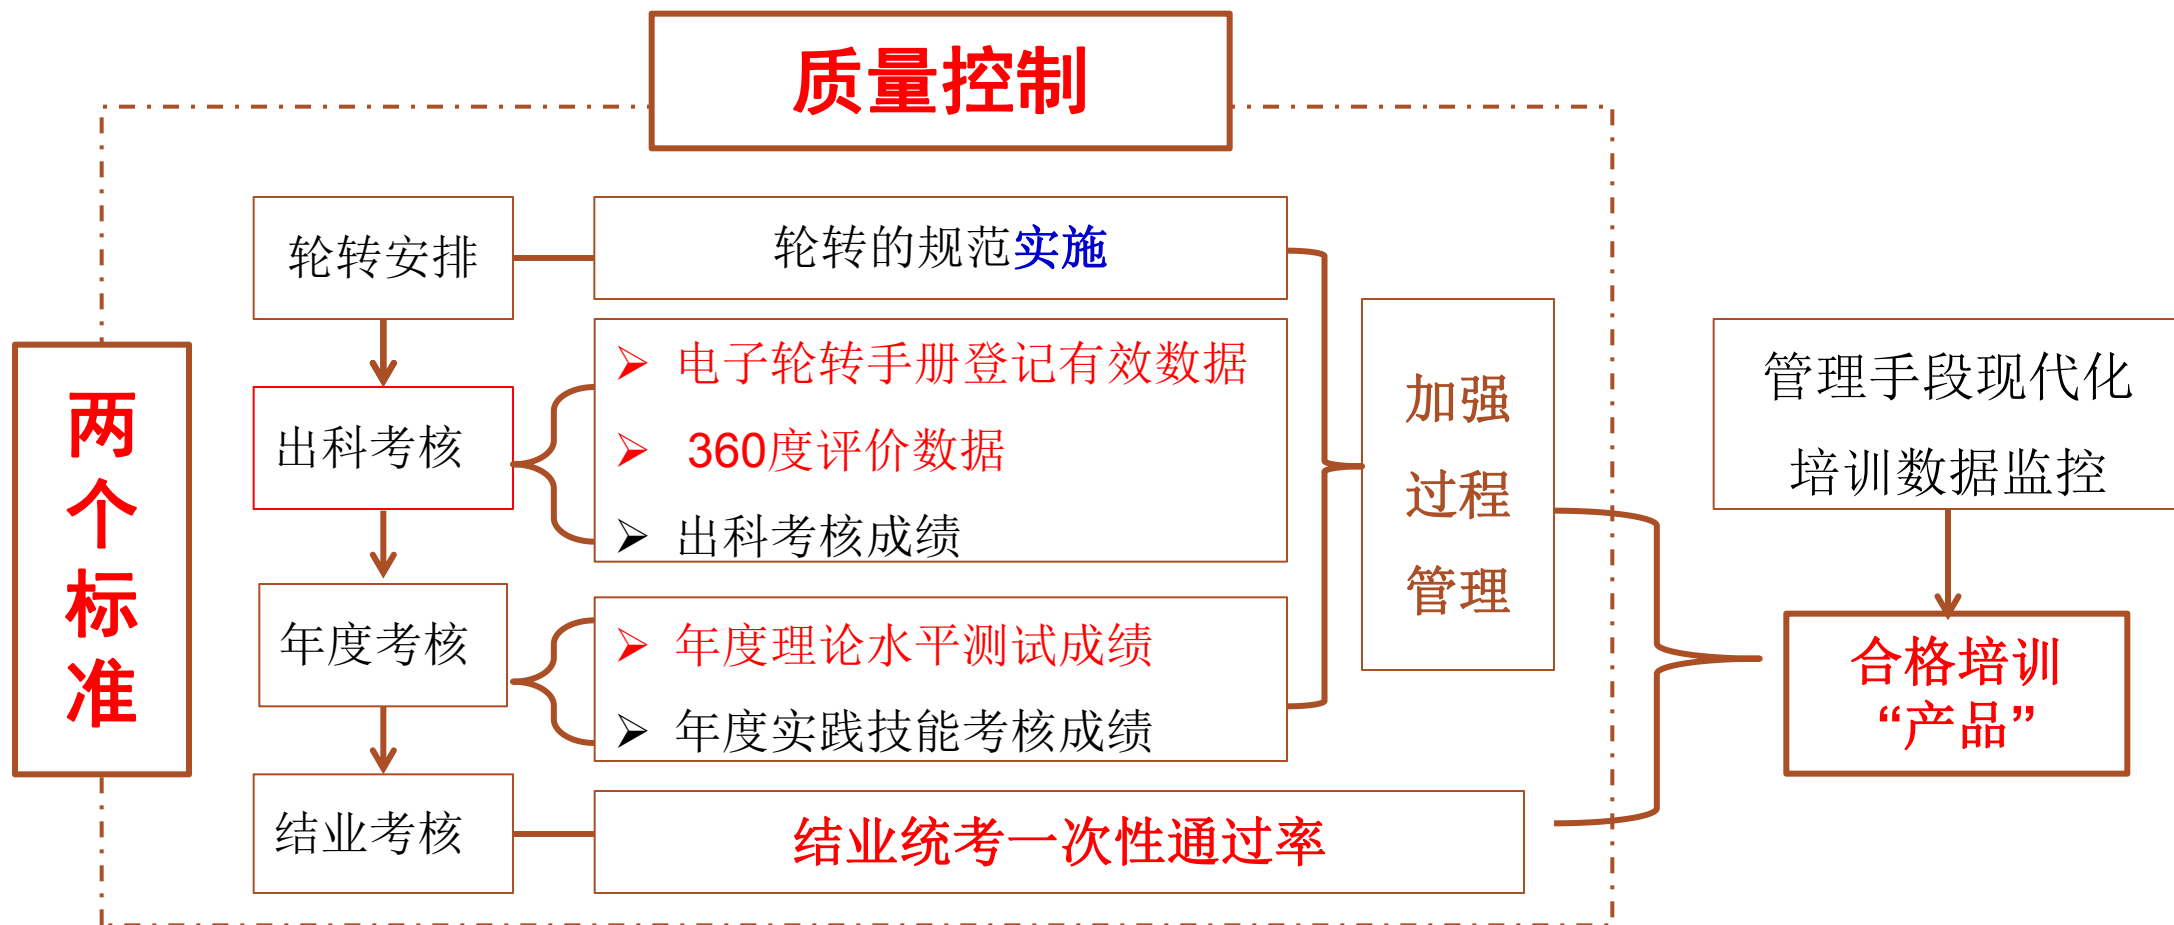 质量控制
两
个
标
准
轮转安排
轮转的规范实施
出科考核
电子轮转手册登记有效数据
360度评价数据
出科考核成绩
年度考核
年度理论水平测试成绩
年度实践技能考核成绩
结业考核
结业统考一次性通过率
加强
过程
管理
管理手段现代化
培训数据监控
合格培训
“产品”